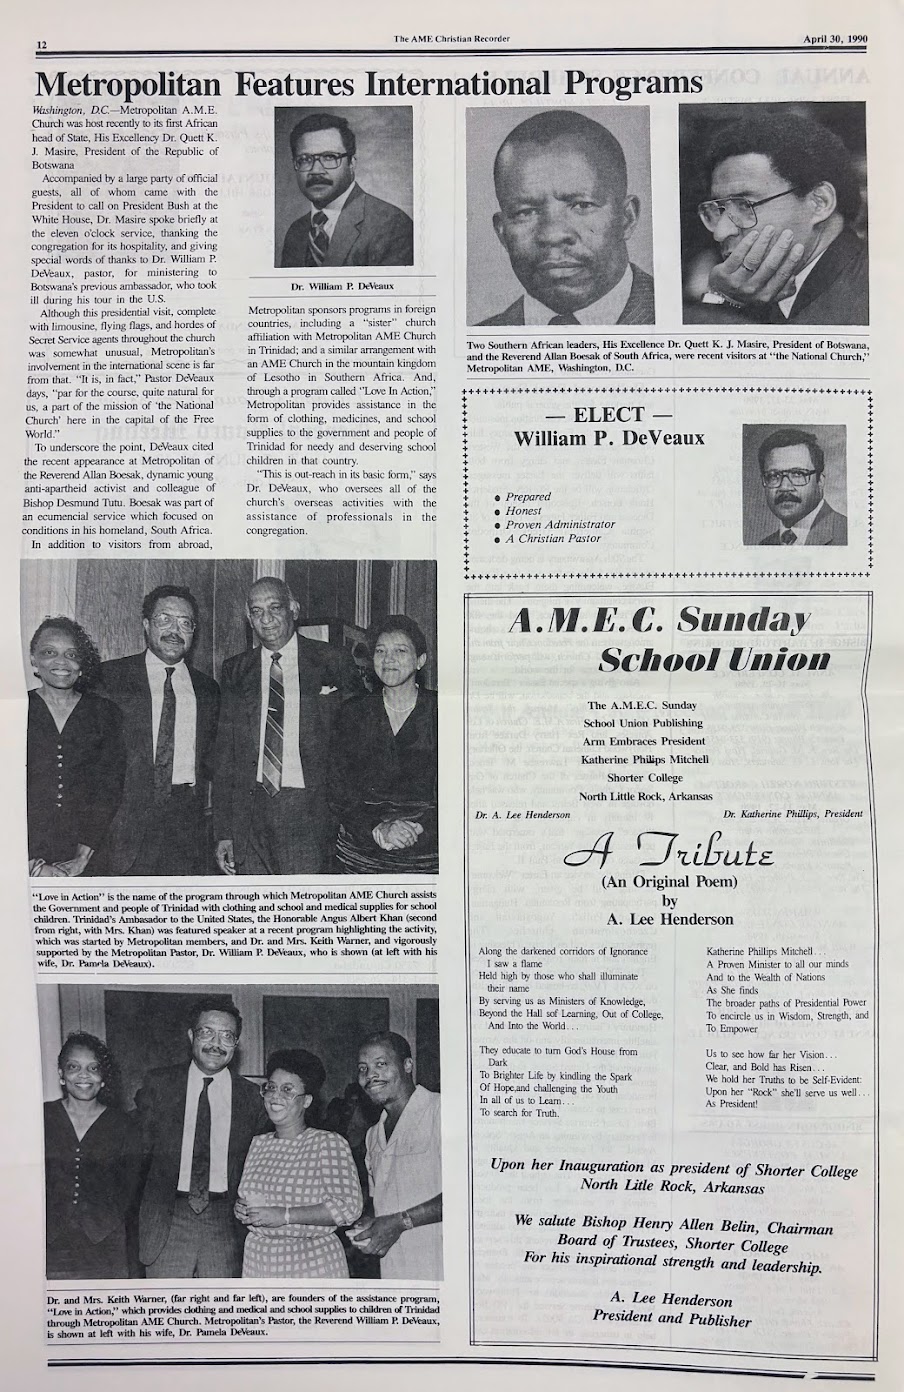 12
The AME Christian Recorder
April 30, 1990
Metropolitan Features International Programs
Washington, D.C.—Metropolitan A.M.E.
Church was host recently to its first African
head of State, His Excellency Dr. Quett K.
J. Masire, President of the Republic of
Botswana
Accompanied by a large party of official
guests, all of whom came with the
President to call on President Bush at the
White House, Dr. Masire spoke briefly at
the eleven o'clock service, thanking the
congregation for its hospitality, and giving
special words of thanks to Dr. William P.
DeVeaux, pastor, for ministering to
Botswana's previous ambassador, who took
ill during his tour in the U.S.
Although this presidential visit, complete
with limousine, flying flags, and hordes of
Secret Service agents throughout the church
was somewhat unusual, Metropolitan's
involvement in the international scene is far
from that. "It is, in fact," Pastor DeVeaux
days, "par for the course, quite natural for
us, a part of the mission of 'the National
Church' here in the capital of the Free
World."
To underscore the point, DeVeaux cited
the recent appearance at Metropolitan of
the Reverend Allan Boesak, dynamic young
anti-apartheid activist and colleague of
Bishop Desmund Tutu. Boesak was part of
an ecumencial service which focused on
conditions in his homeland, South Africa.
In addition to visitors from abroad,
Dr. William P. DeVeaux
Metropolitan sponsors programs in foreign
countries, including a "sister" church
affiliation with Metropolitan AME Church
in Trinidad; and a similar arrangement with
an AME Church in the mountain kingdom
of Lesotho in Southern Africa. And,
through a program called "Love In Action,"
Metropolitan provides assistance in the
form of clothing, medicines, and school
supplies to the government and people of
Trinidad for needy and deserving school
children in that country.
"This is out-reach in its basic form," says
Dr. DeVeaux, who oversees all of the
church's overseas activities with the
assistance of professionals in the
congregation.
Two Southern African leaders, His Excellence Dr. Quett K. J. Masire, President of Botswana,
and the Reverend Allan Boesak of South Africa, were recent visitors at "the National Church,"
Metropolitan AME, Washington, D.C.
— ELECT —
William P. DeVeaux
● Prepared
● Honest
● Proven Administrator
● A Christian Pastor
"Love in Action" is the name of the program through which Metropolitan AME Church assists
the Government and people of Trinidad with clothing and school and medical supplies for school
children. Trinidad's Ambassador to the United States, the Honorable Angus Albert Khan (second
from right, with Mrs. Khan) was featured speaker at a recent program highlighting the activity,
which was started by Metropolitan members, and Dr. and Mrs. Keith Warner, and vigorously
supported by the Metropolitan Pastor, Dr. William P. DeVeaux, who is shown (at left with his
wife, Dr. Pamela DeVeaux).
Dr. and Mrs. Keith Warner, (far right and far left), are founders of the assistance program,
"Love in Action," which provides clothing and medical and school supplies to children of Trinidad
through Metropolitan AME Church. Metropolitan's Pastor, the Reverend William P. DeVeaux,
is shown at left with his wife, Dr. Pamela DeVeaux.
A.M.E.C. Sunday
School Union
The A.M.E.C. Sunday
School Union Publishing
Arm Embraces President
Katherine Philips Mitchell
Shorter College
North Little Rock, Arkansas
Dr. A. Lee Henderson
Dr. Katherine Phillips, President
A Tribute
(An Original Poem)
by
A. Lee Henderson
Along the darkened corridors of Ignorance
I saw a flame
Held high by those who shall illuminate
their name
By serving us as Ministers of Knowledge,
Beyond the Hall sof Learning, Out of College,
And Into the World...
They educate to turn God's House from
Dark
To Brighter Life by kindling the Spark
Of Hope,and challenging the Youth
In all of us to Learn...
To search for Truth.
Katherine Phillips Mitchell...
A Proven Minister to all our minds
And to the Wealth of Nations
As She finds
The broader paths of Presidential Power
To encircle us in Wisdom, Strength, and
To Empower
Us to see how far her Vision...
Clear, and Bold has Risen...
We hold her Truths to be Self-Evident:
Upon her "Rock" she'll serve us well...
As President!
Upon her Inauguration as president of Shorter College
North Litle Rock, Arkansas
We salute Bishop Henry Allen Belin, Chairman
Board of Trustees, Shorter College
For his inspirational strength and leadership.
A. Lee Henderson
President and Publisher